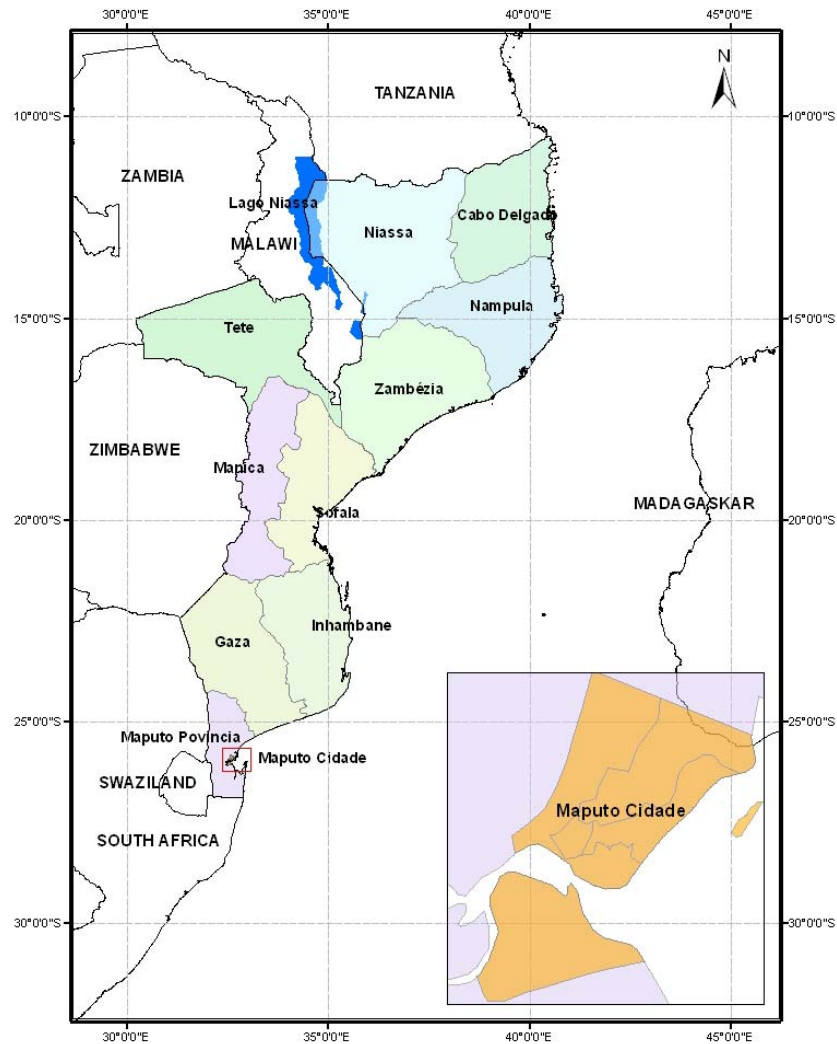 30°0'0"E 35°0'0"E 40°0'0"E 45°0'0"E
N
TANZANIA
10°0'0"S 10°0'0"S
ZAMBIA
Lago Niassa
Cabo Delgado
Niassa
MALAWI
Nampula
15°0'0"S 15°0'0"S
Tete
Zambézia
ZIMBABWE
Manica
MADAGASKAR
Sofala
20°0'0"S 20°0'0"S
Inhambane
Gaza
25°0'0"S 25°0'0"S
Maputo Povíncia
Maputo Cidade
SWAZILAND
Maputo Cidade
SOUTH AFRICA
30°0'0"S 30°0'0"S
30°0'0"E 35°0'0"E 40°0'0"E 45°0'0"E